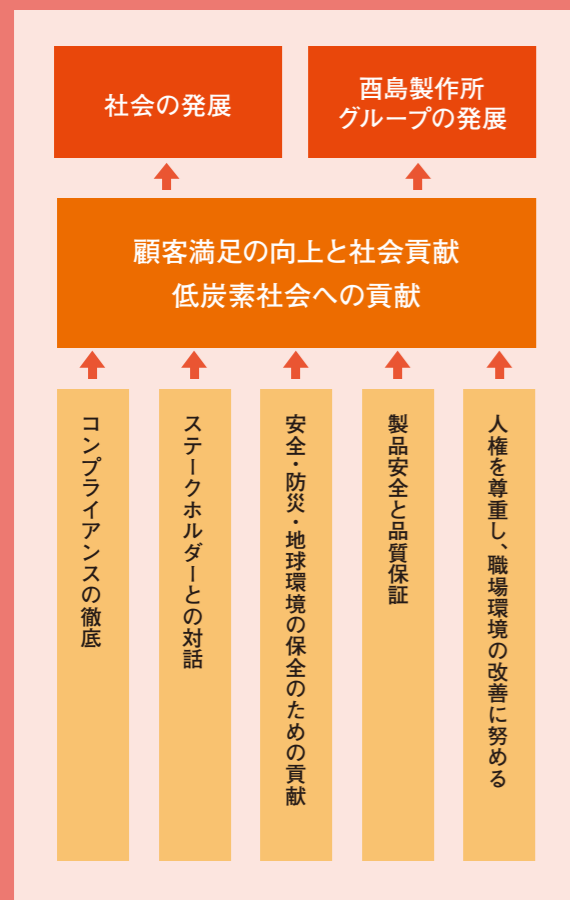 社会の発展
酉島製作所
グループの発展
顧客満足の向上と社会貢献
低炭素社会への貢献
コンプライアンスの徹底
ステークホルダーとの対話
安全・防災・地球環境の保全のための貢献
製品安全と品質保証
人権を尊重し、職場環境の改善に努める